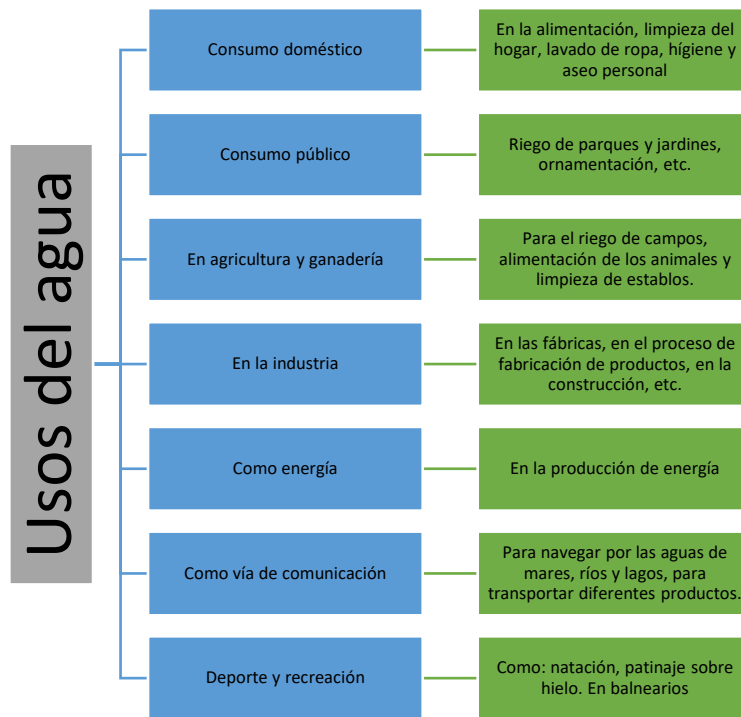 Usos del agua
Consumo doméstico
En la alimentación, limpieza del
hogar, lavado de ropa, hígiene y
aseo personal
Consumo público
Riego de parques y jardines,
ornamentación, etc.
En agricultura y ganadería
Para el riego de campos,
alimentación de los animales y
limpieza de establos.
En la industria
En las fábricas, en el proceso de
fabricación de productos, en la
construcción, etc.
Como energía
En la producción de energía
Como vía de comunicación
Para navegar por las aguas de
mares, ríos y lagos, para
transportar diferentes productos.
Deporte y recreación
Como: natación, patinaje sobre
hielo. En balnearios